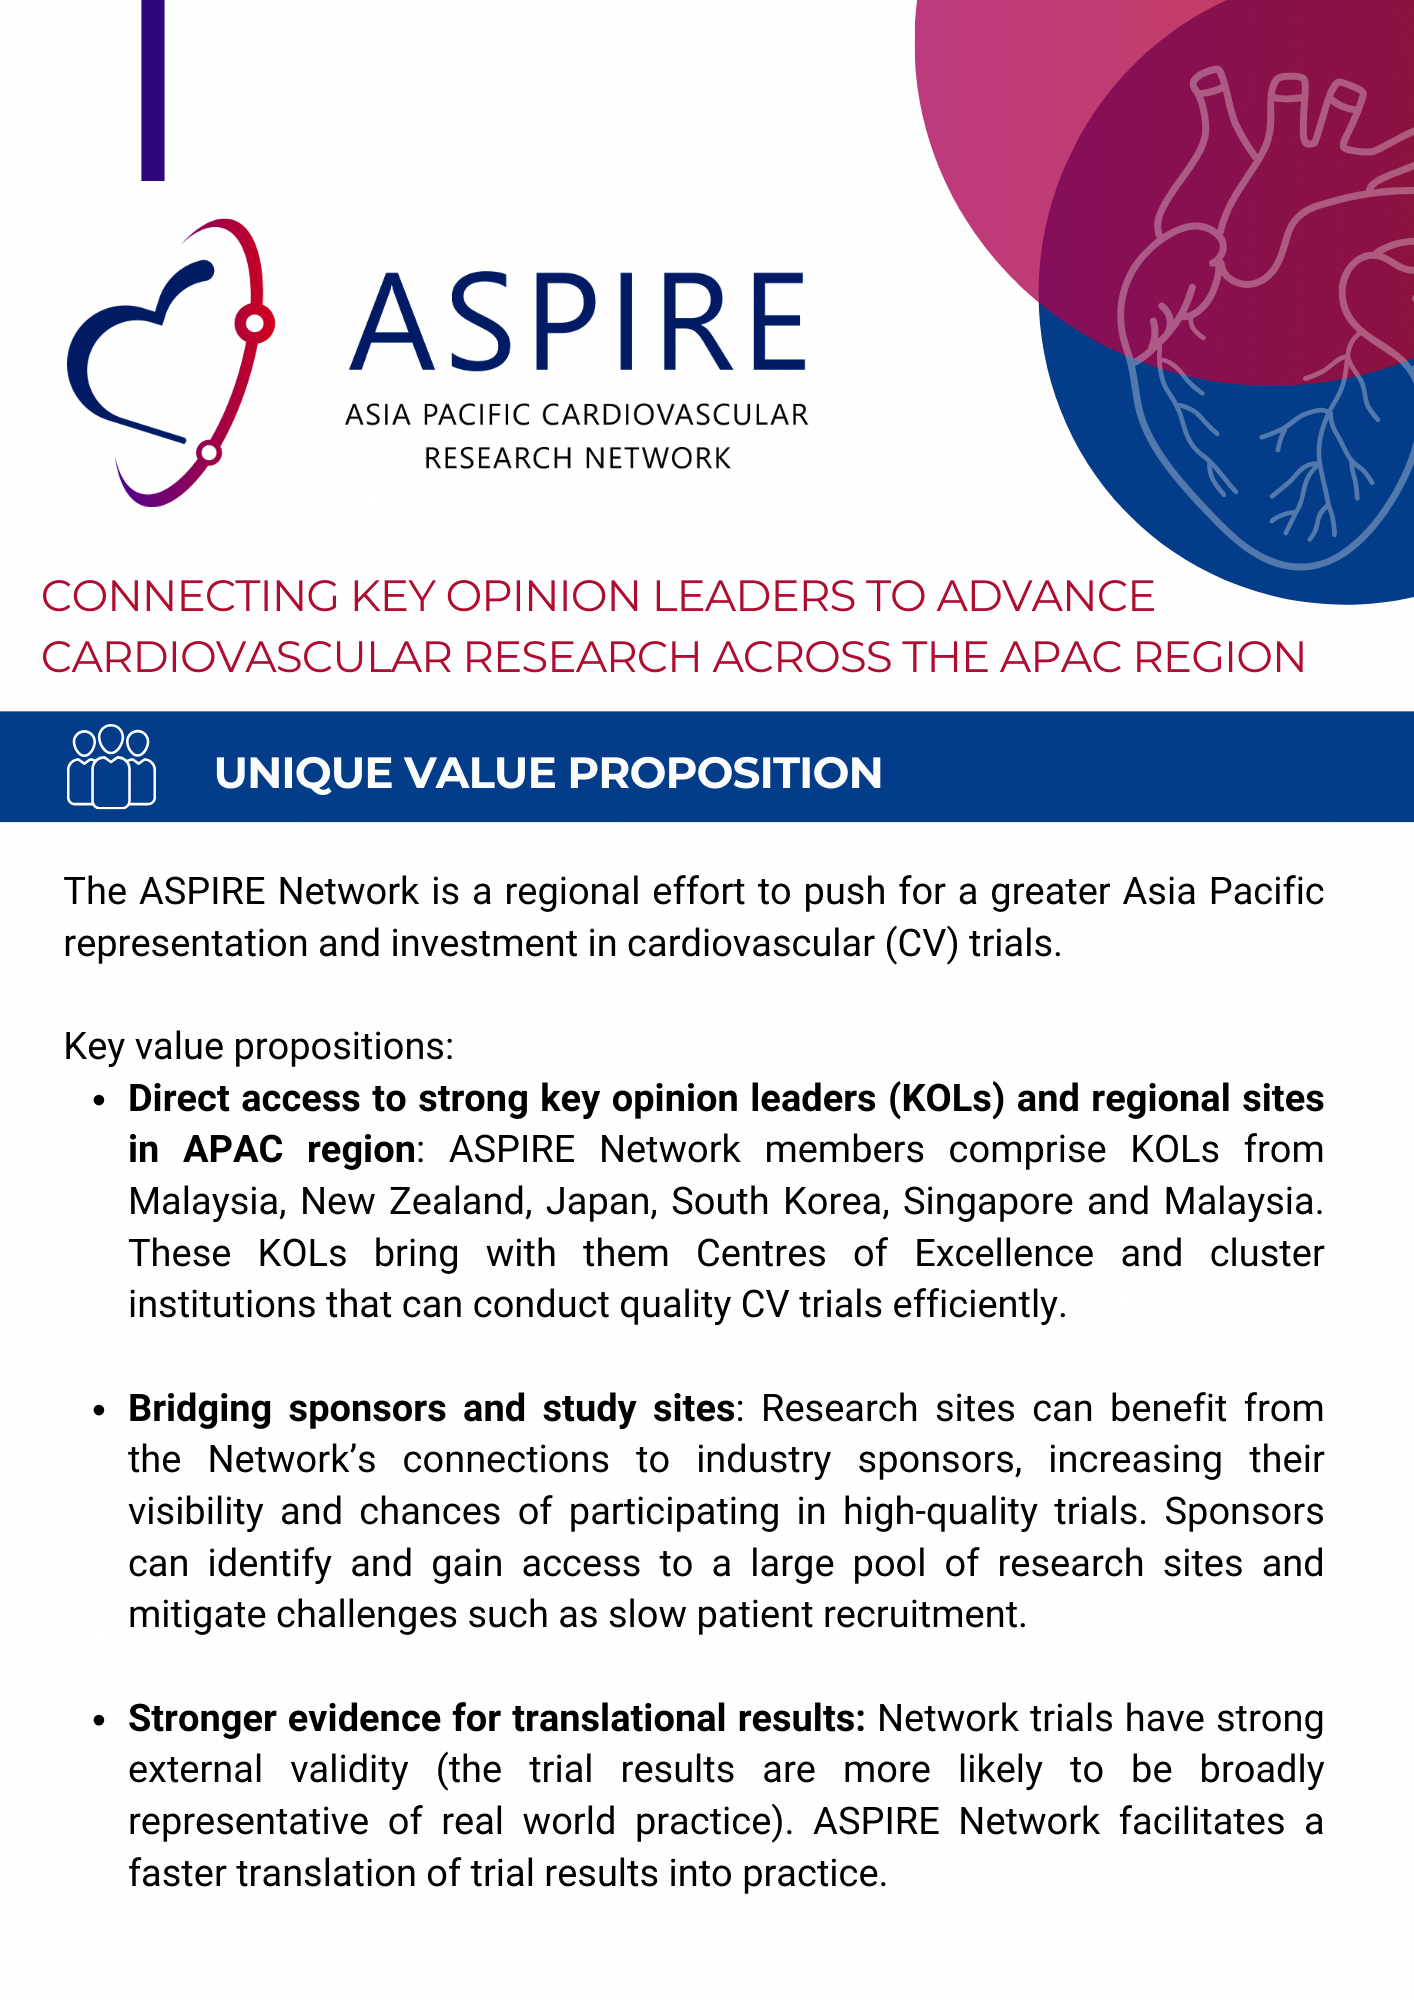 ASPIRE
ASIA PACIFIC CARDIOVASCULAR
RESEARCH NETWORK
CONNECTING KEY OPINION LEADERS TO ADVANCE
CARDIOVASCULAR RESEARCH ACROSS THE APAC REGION
UNIQUE VALUE PROPOSITION
The ASPIRE Network is a regional effort to push for a greater Asia Pacific
representation and investment in cardiovascular (CV) trials.
Key value propositions:
• Direct access to strong key opinion leaders (KOLs) and regional sites
in APAC region: ASPIRE Network members comprise KOLs from
Malaysia, New Zealand, Japan, South Korea, Singapore and Malaysia.
These KOLs bring with them Centres of Excellence and cluster
institutions that can conduct quality CV trials efficiently.
• Bridging sponsors and study sites: Research sites can benefit from
the Network’s connections to industry sponsors, increasing their
visibility and chances of participating in high-quality trials. Sponsors
can identify and gain access to a large pool of research sites and
mitigate challenges such as slow patient recruitment.
• Stronger evidence for translational results: Network trials have strong
external validity (the trial results are more likely to be broadly
representative of real world practice). ASPIRE Network facilitates a
faster translation of trial results into practice.